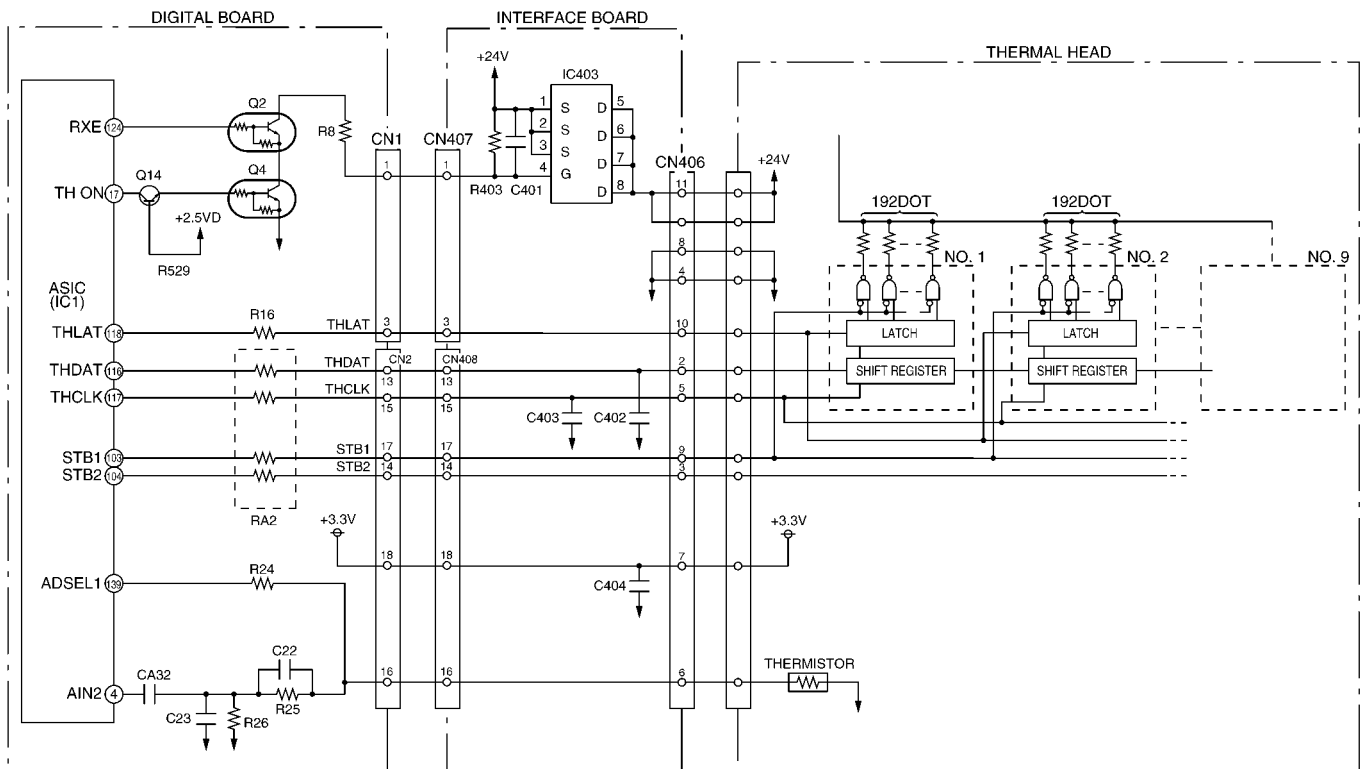 DIGITAL BOARD
INTERFACE BOARD
THERMAL HEAD
+24V
IC403
Q2
RXE 124
R8
CN1
CN407
1 S D 5
2 S D 6
3 S D 7
4 G D 8
R403
C401
CN406
+24V
Q14
Q4
TH ON 17
1
1
11
+2.5VD
R529
8
4
192DOT
192DOT
NO. 1
NO. 2
NO. 9
ASIC
(IC1)
R16
THLAT 118
THLAT
3
3
10
LATCH
LATCH
THDAT 116
THDAT
CN2
CN408
13
13
2
SHIFT REGISTER
SHIFT REGISTER
THCLK 117
THCLK
15
15
5
C403
C402
STB1 103
STB1
17
17
9
STB2 104
STB2
14
14
3
RA2
+3.3V
+3.3V
18
18
7
C404
ADSEL1 139
R24
C22
CA32
AIN2 4
16
16
6
THERMISTOR
C23
R26
R25